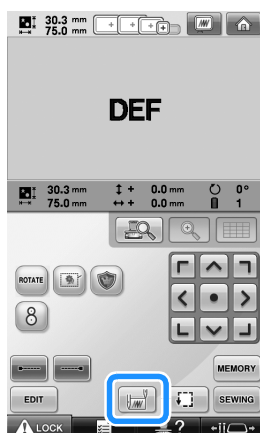 30.3 mm
75.0 mm
DEF
30.3 mm + 0.0 mm 0°
75.0 mm + 0.0 mm 1
ROTATE
8
MEMORY
EDIT
SEWING
LOCK
?